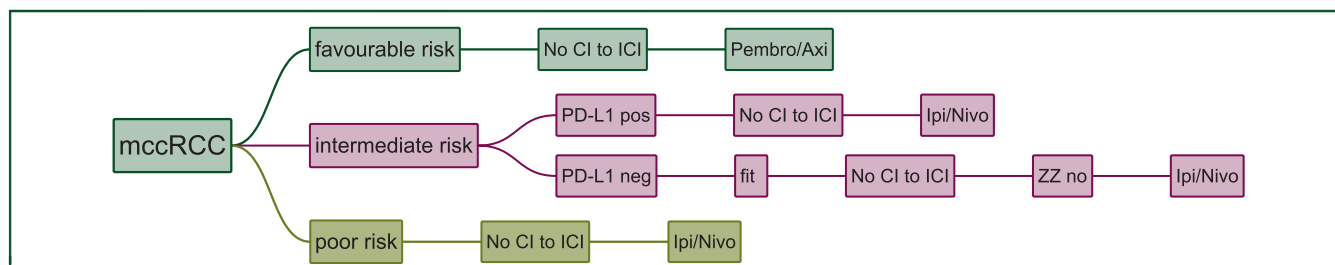 favourable risk
No CI to ICI
Pembro/Axi
mccRCC
intermediate risk
PD-L1 pos
No CI to ICI
Ipi/Nivo
PD-L1 neg
fit
No CI to ICI
ZZ no
Ipi/Nivo
poor risk
No CI to ICI
Ipi/Nivo